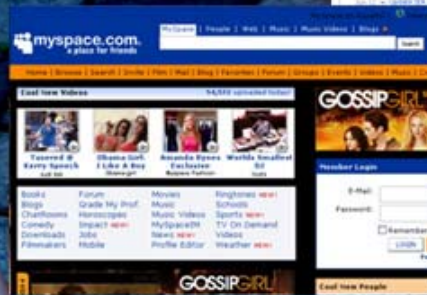 myspace.com.
a place for friends
MySpace | People | Web | Music | Music Videos | Blogs
Search
Home | Browse | Search | Invite | Film | Mail | Blog | Favorites | Forum | Groups | Events | Videos | Music
Cool New Videos
uploaded today!
GOSSIP GIRL
Tasered @ Kerry Speech
Obama Girl: I Like A Boy
Amanda Bynes Exclusive
Worlds Smallest
Member Login
E-Mail:
Password:
Remember
LOGIN
Books Forum Movies Ringtones NEW!
Blogs Grade My Prof. Music Schools
ChatRooms Horoscopes Music Videos Sports NEW!
Comedy Impact NEW! MySpaceIM TV On Demand
Downloads Jobs News NEW! Videos
Filmmakers Mobile Profile Editor Weather NEW!
GOSSIP GIRL
Cool New People